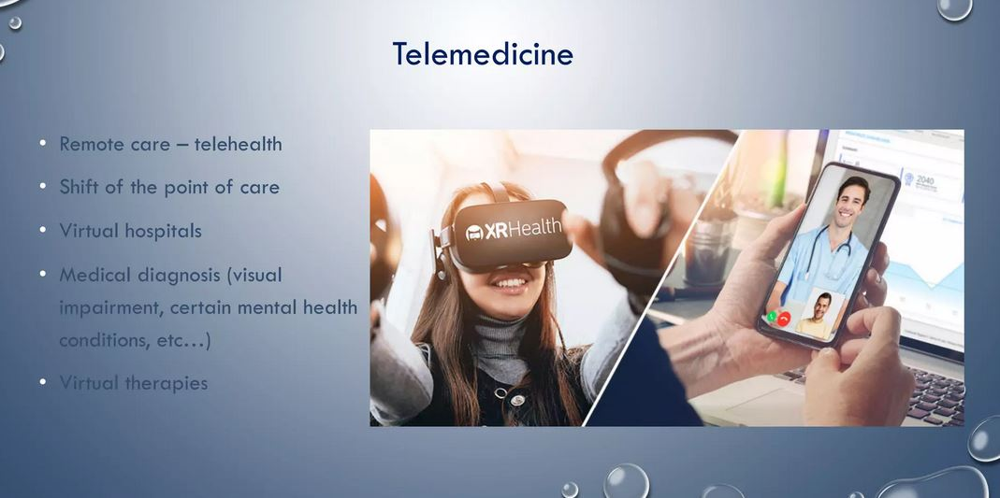 Telemedicine
• Remote care – telehealth
• Shift of the point of care
• Virtual hospitals
• Medical diagnosis (visual
impairment, certain mental health
conditions, etc...)
• Virtual therapies
XRHealth
SUMMARY
2040